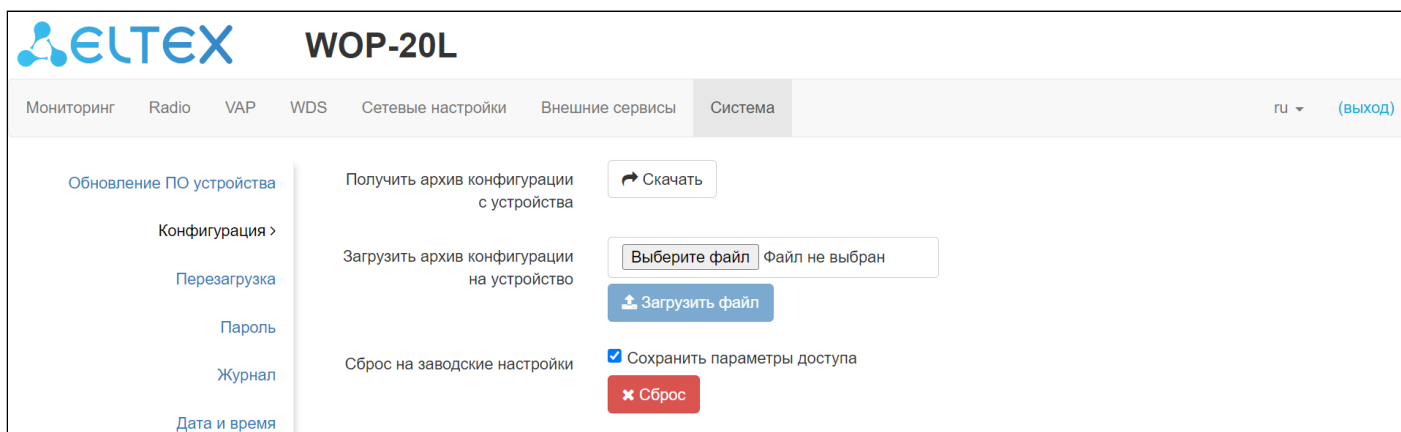 ELTEX WOP-20L
Мониторинг Radio VAP WDS Сетевые настройки Внешние сервисы Система ru (выход)
Обновление ПО устройства
Конфигурация >
Перезагрузка
Пароль
Журнал
Дата и время
Получить архив конфигурации
с устройства
Скачать
Загрузить архив конфигурации
на устройство
Выберите файл Файл не выбран
Загрузить файл
Сброс на заводские настройки
Сохранить параметры доступа
Сброс